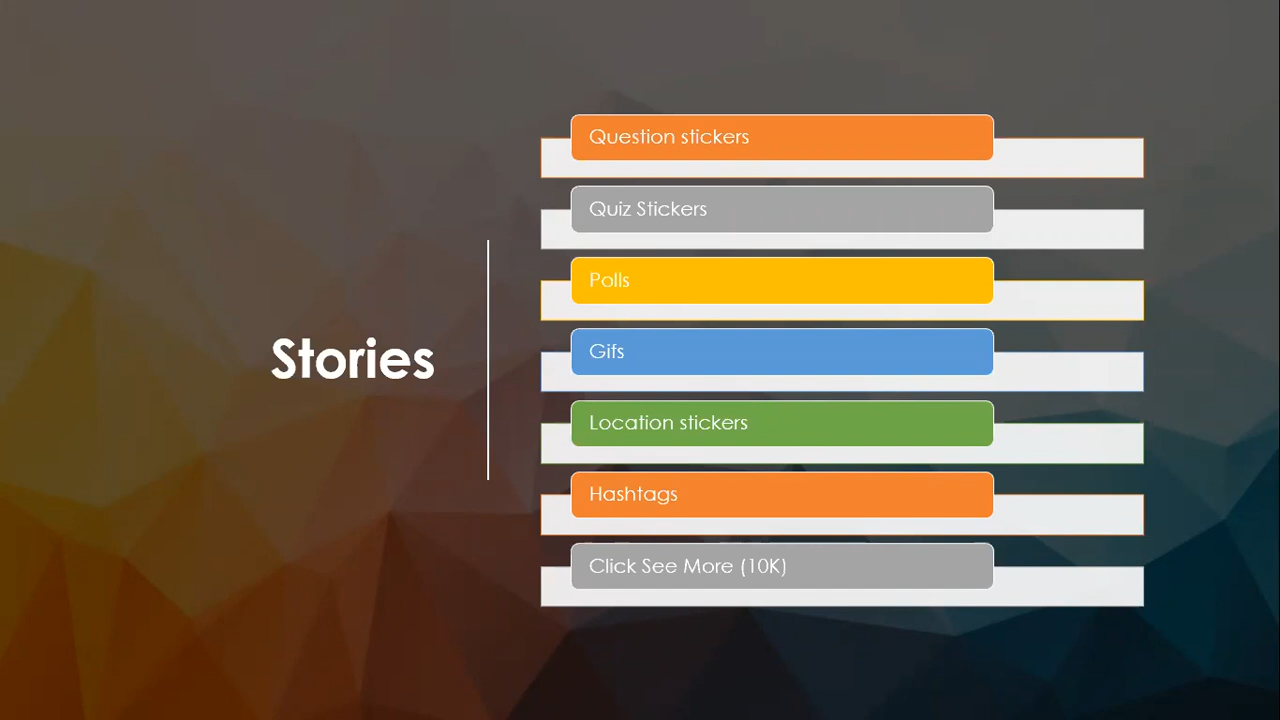 Stories
Question stickers
Quiz Stickers
Polls
Gifs
Location stickers
Hashtags
Click See More (10K)